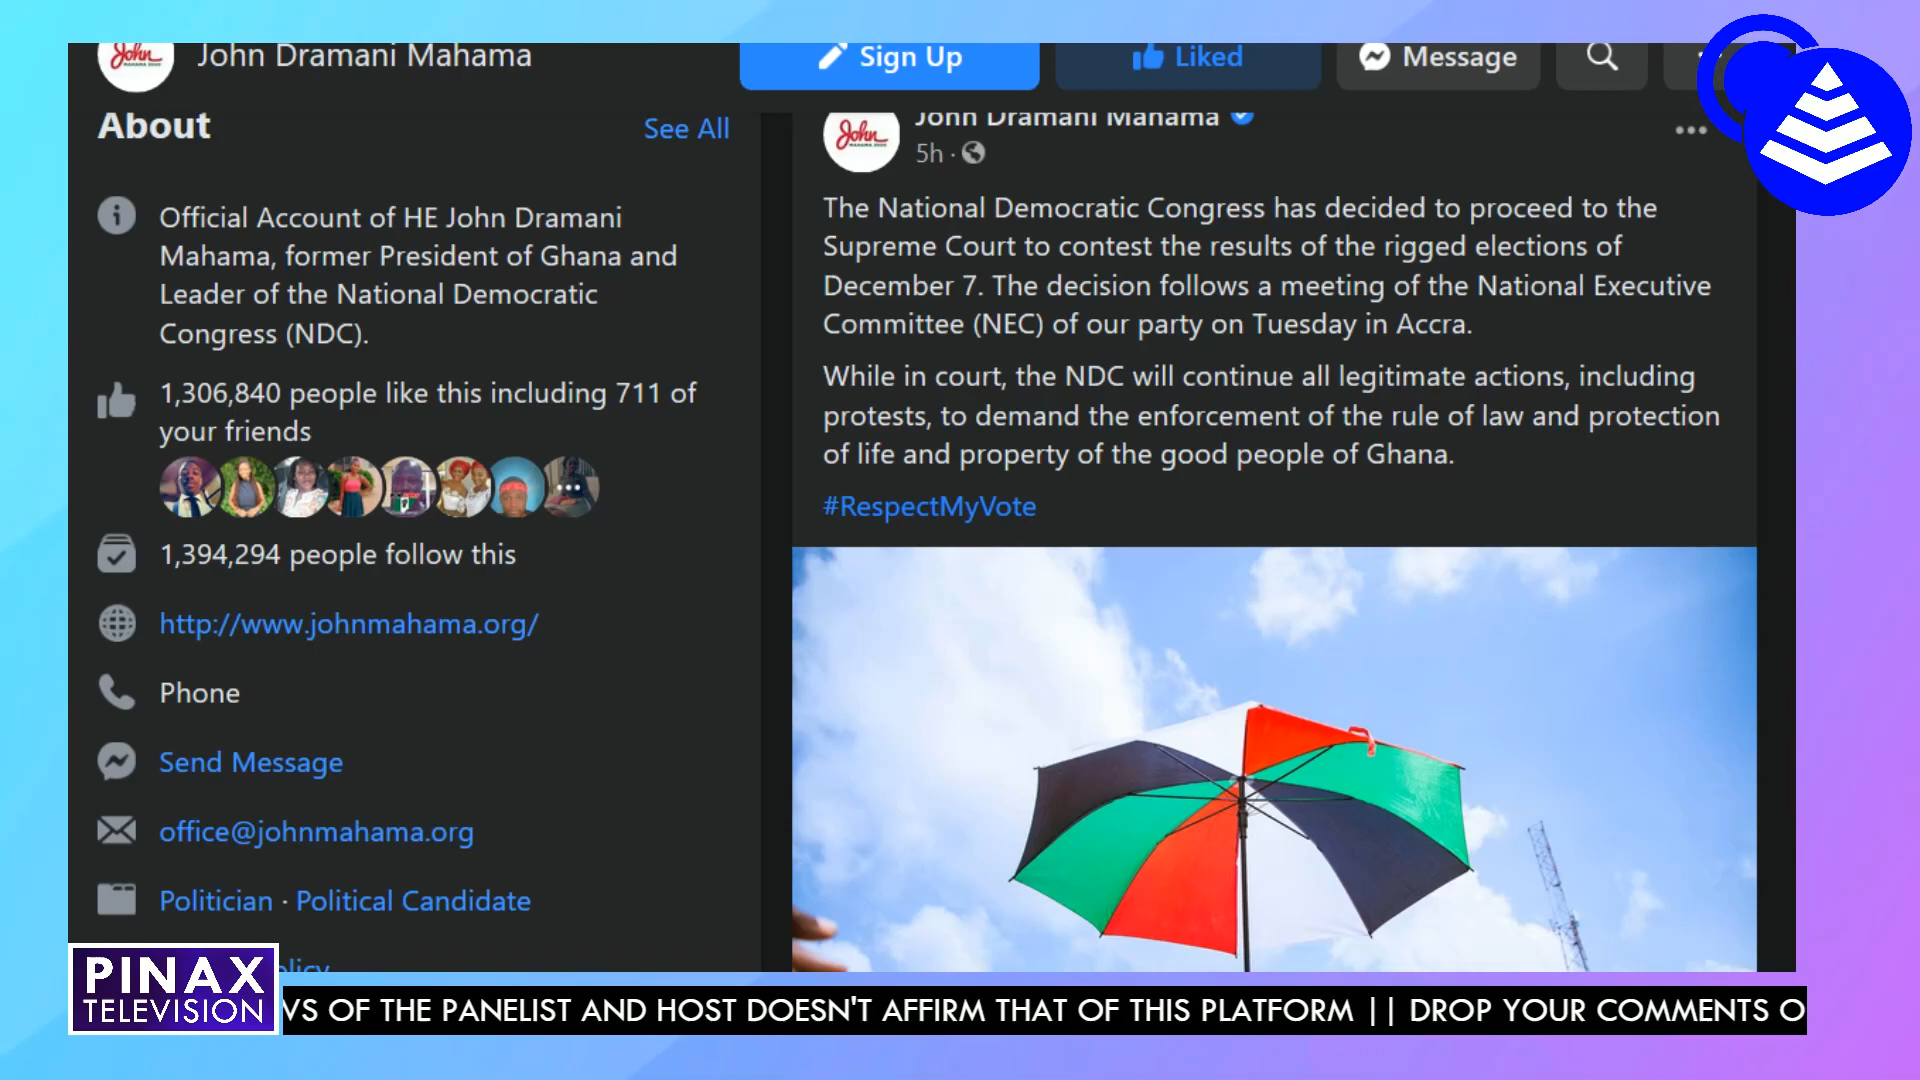 John Dramani Mahama
Sign Up
Liked
Message
John
MAHAMA 2020
About
See All
Official Account of HE John Dramani
Mahama, former President of Ghana and
Leader of the National Democratic
Congress (NDC).
1,306,840 people like this including 711 of
your friends
1,394,294 people follow this
http://www.johnmahama.org/
Phone
Send Message
office@johnmahama.org
Politician · Political Candidate
John
MAHAMA 2020
John Dramani Mahama
5h ·
The National Democratic Congress has decided to proceed to the
Supreme Court to contest the results of the rigged elections of
December 7. The decision follows a meeting of the National Executive
Committee (NEC) of our party on Tuesday in Accra.
While in court, the NDC will continue all legitimate actions, including
protests, to demand the enforcement of the rule of law and protection
of life and property of the good people of Ghana.
#RespectMyVote
PINAX
TELEVISION
WS OF THE PANELIST AND HOST DOESN'T AFFIRM THAT OF THIS PLATFORM || DROP YOUR COMMENTS O